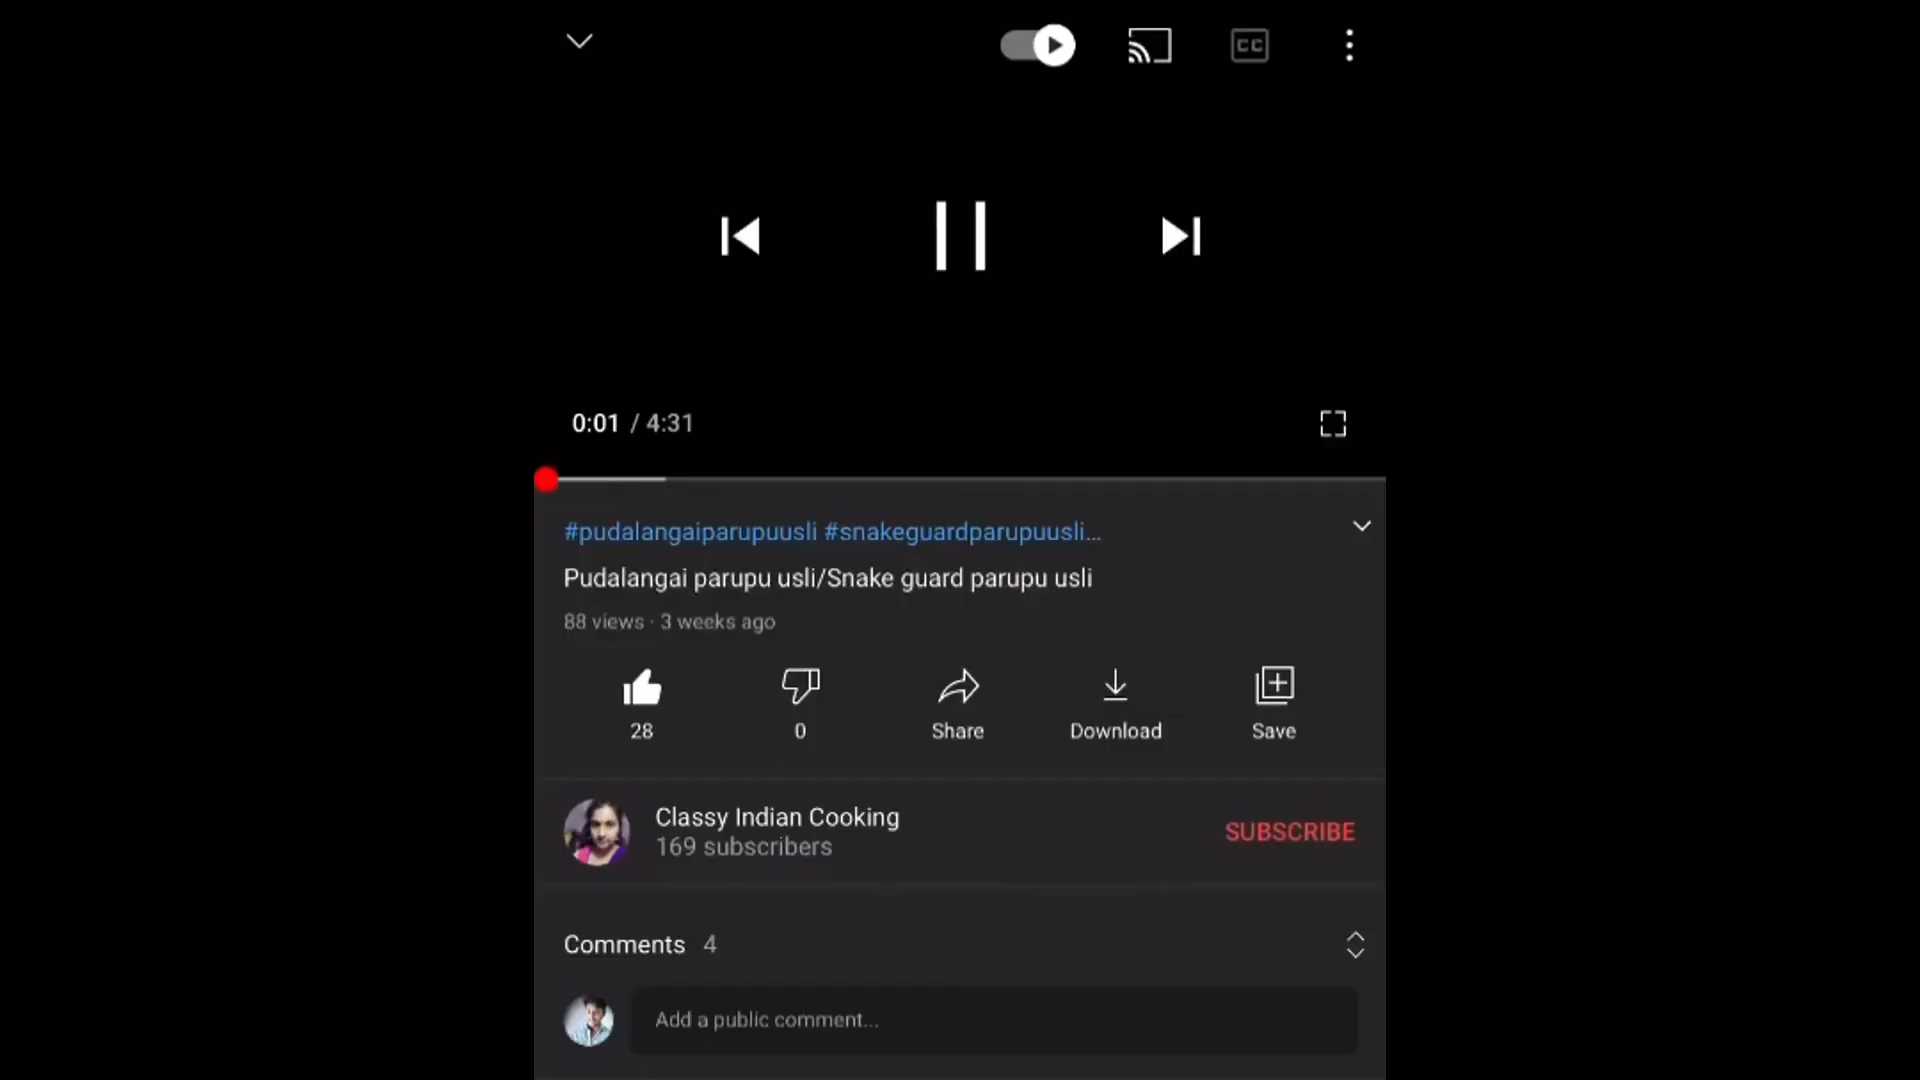 CC
0:01 / 4:31
#pudalangaiparupuusli #snakeguardparupuusli...
Pudalangai parupu usli/Snake guard parupu usli
88 views · 3 weeks ago
28
0
Share
Download
Save
Classy Indian Cooking
169 subscribers
SUBSCRIBE
Comments 4
Add a public comment...